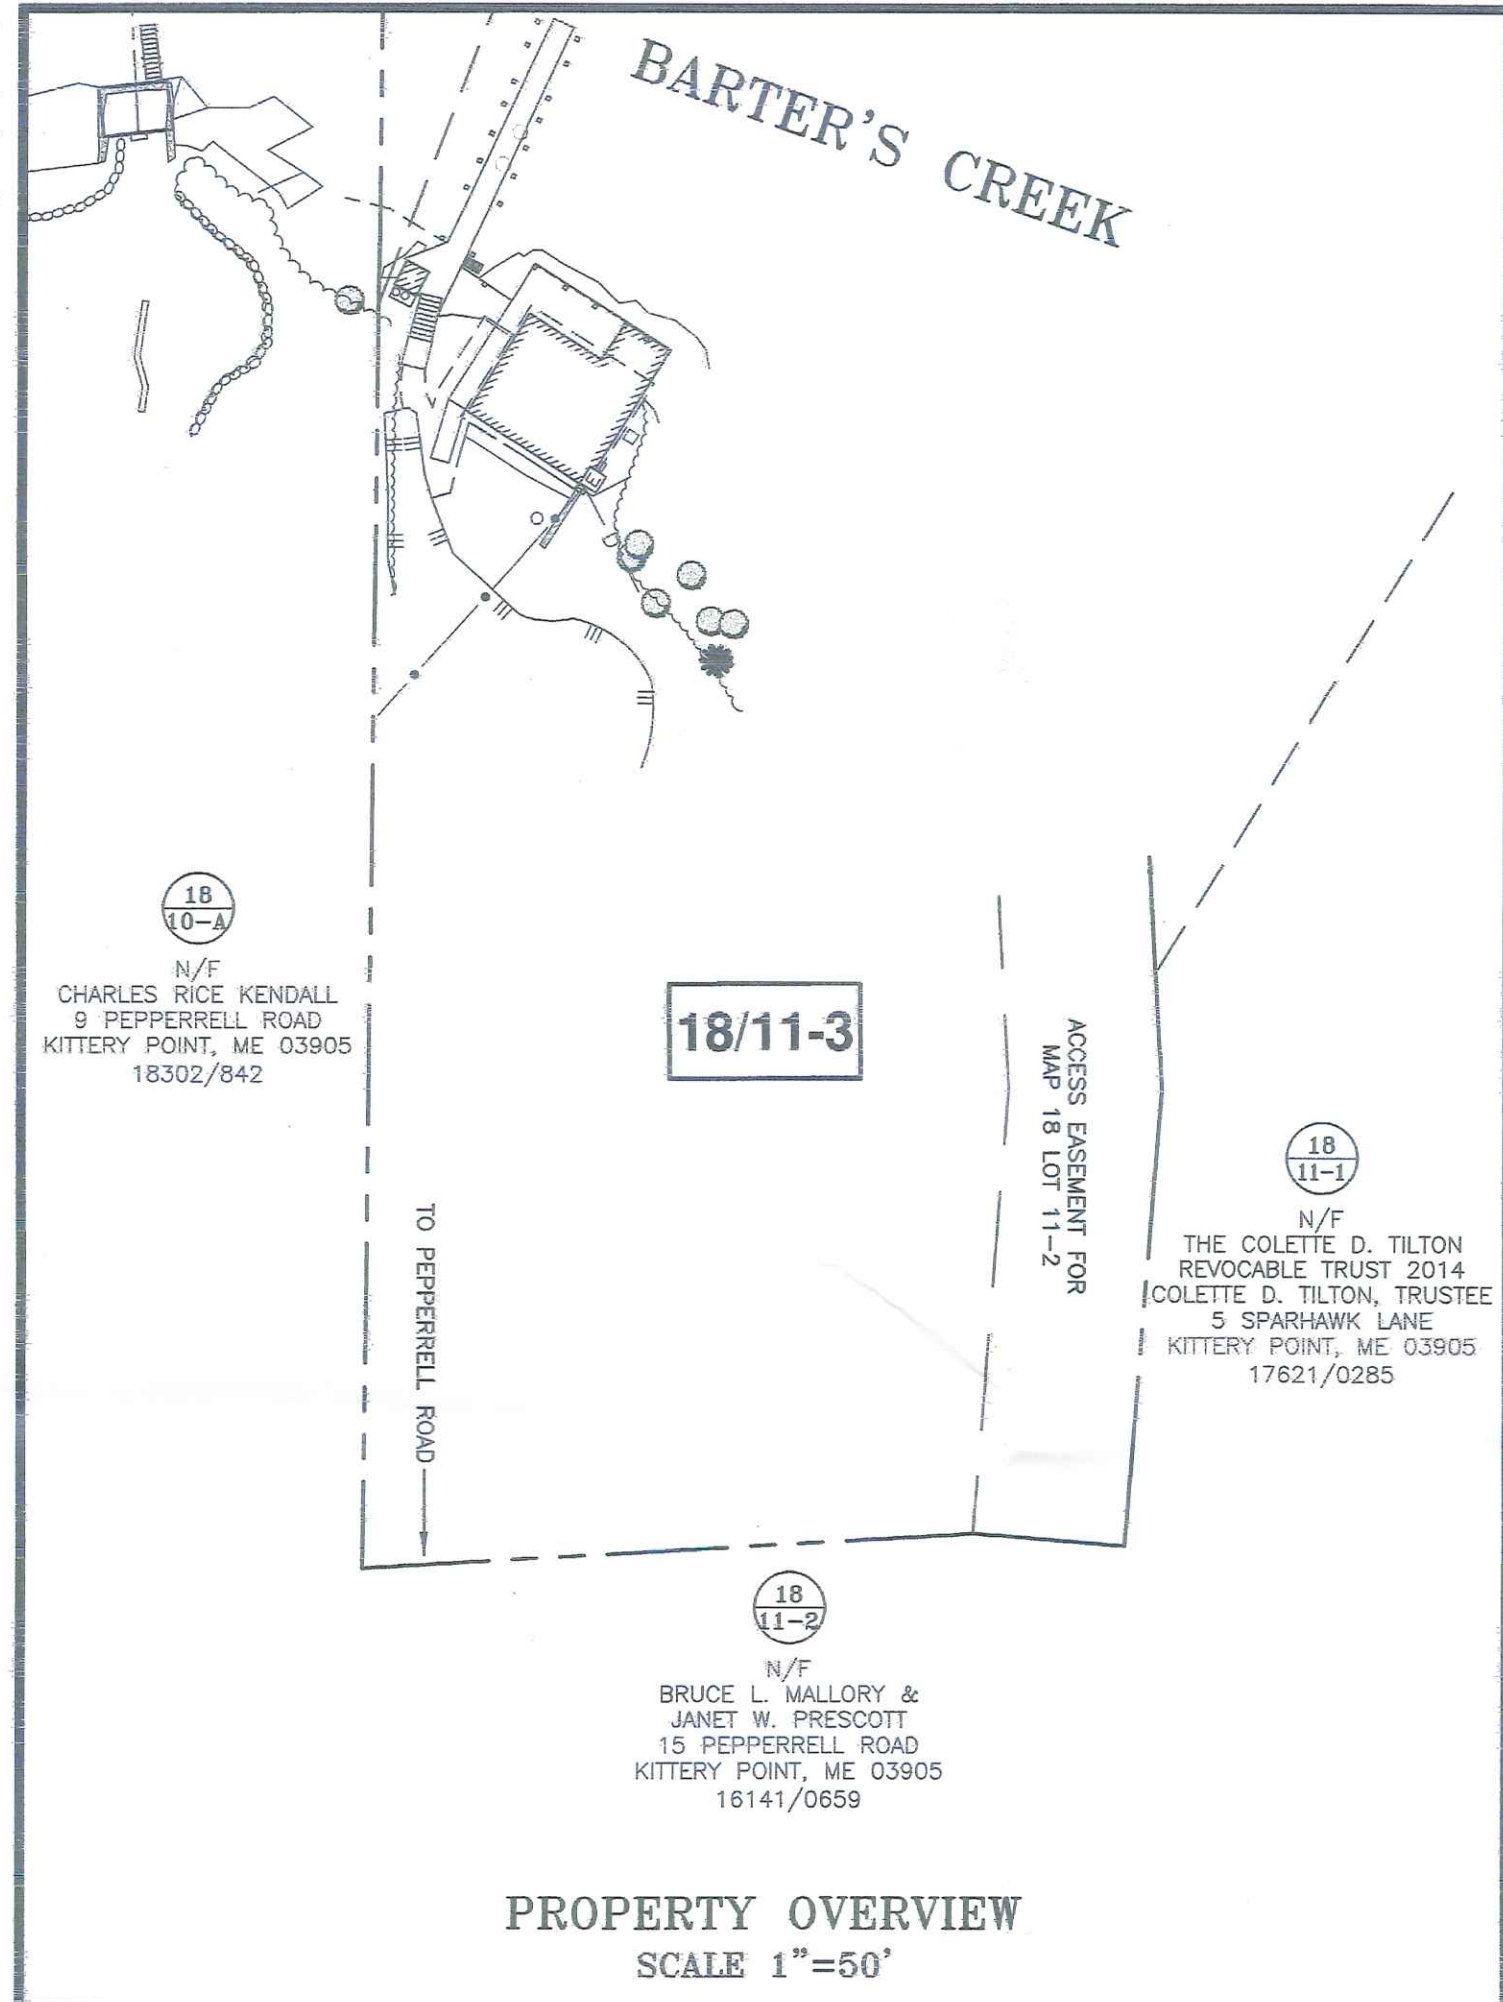 BARTER'S CREEK
E
18
10-A
N/F
CHARLES RICE KENDALL
9 PEPPERRELL ROAD
KITTERY POINT, ME 03905
18302/842
18/11-3
ACCESS EASEMENT FOR
MAP 18 LOT 11-2
18
11-1
N/F
THE COLETTE D. TILTON
REVOCABLE TRUST 2014
COLETTE D. TILTON, TRUSTEE
5 SPARHAWK LANE
KITTERY POINT, ME 03905
17621/0285
TO PEPPERRELL ROAD
18
11-2
N/F
BRUCE L. MALLORY &
JANET W. PRESCOTT
15 PEPPERRELL ROAD
KITTERY POINT, ME 03905
16141/0659
PROPERTY OVERVIEW
SCALE 1"=50'